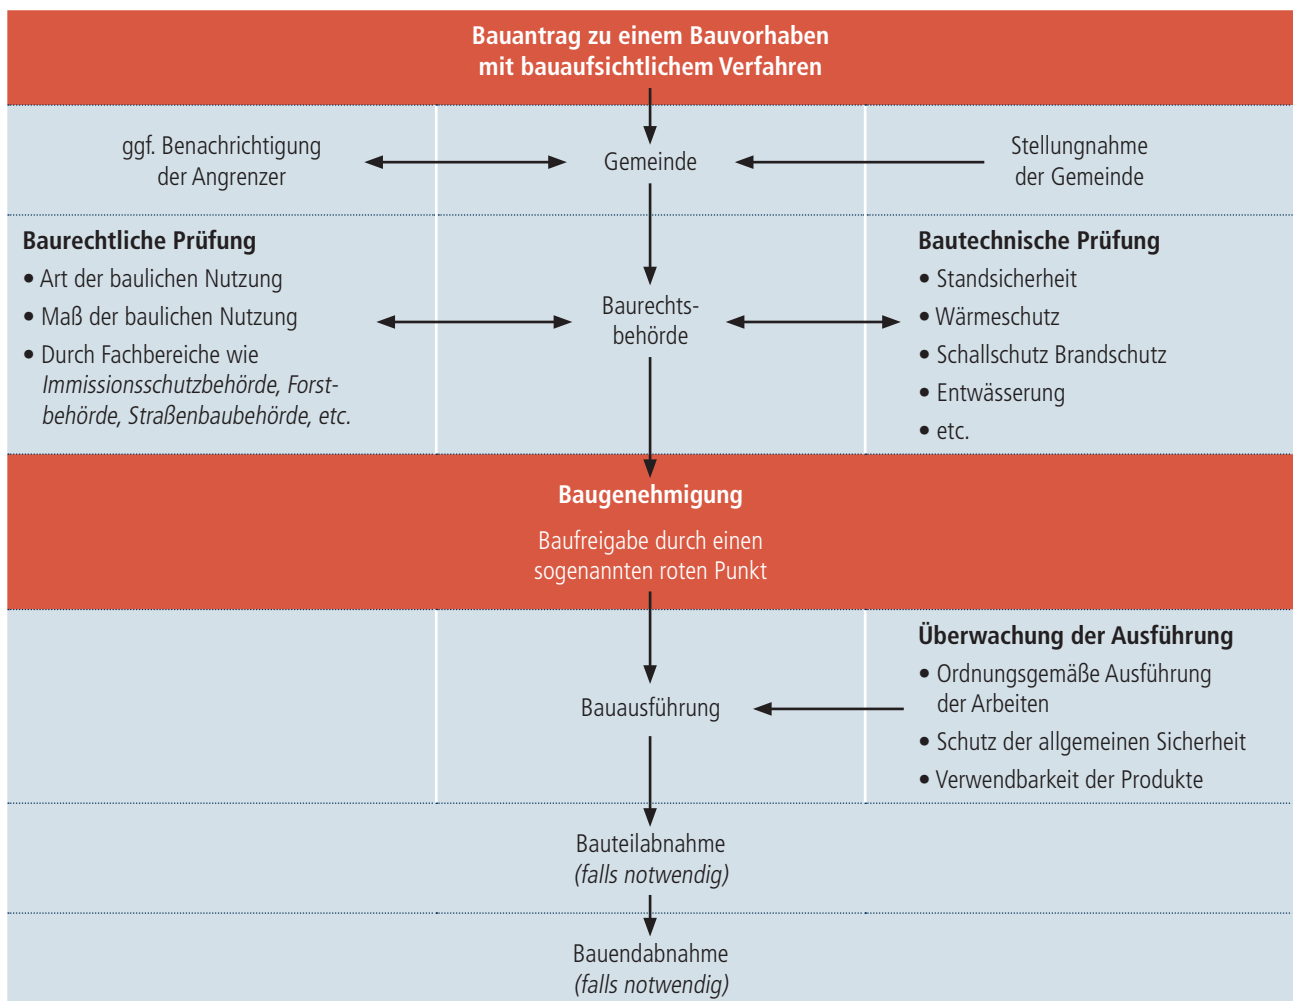 Bauantrag zu einem Bauvorhaben
mit bauaufsichtlichem Verfahren
ggf. Benachrichtigung
der Angrenzer
Gemeinde
Stellungnahme
der Gemeinde
Baurechtliche Prüfung
• Art der baulichen Nutzung
• Maß der baulichen Nutzung
• Durch Fachbereiche wie
Immissionsschutzbehörde, Forst-
behörde, Straßenbaubehörde, etc.
Baurechts-
behörde
Bautechnische Prüfung
• Standsicherheit
• Wärmeschutz
• Schallschutz Brandschutz
• Entwässerung
• etc.
Baugenehmigung
Baufreigabe durch einen
sogenannten roten Punkt
Bauausführung
Überwachung der Ausführung
• Ordnungsgemäße Ausführung
der Arbeiten
• Schutz der allgemeinen Sicherheit
• Verwendbarkeit der Produkte
Bauteilabnahme
(falls notwendig)
Bauendabnahme
(falls notwendig)